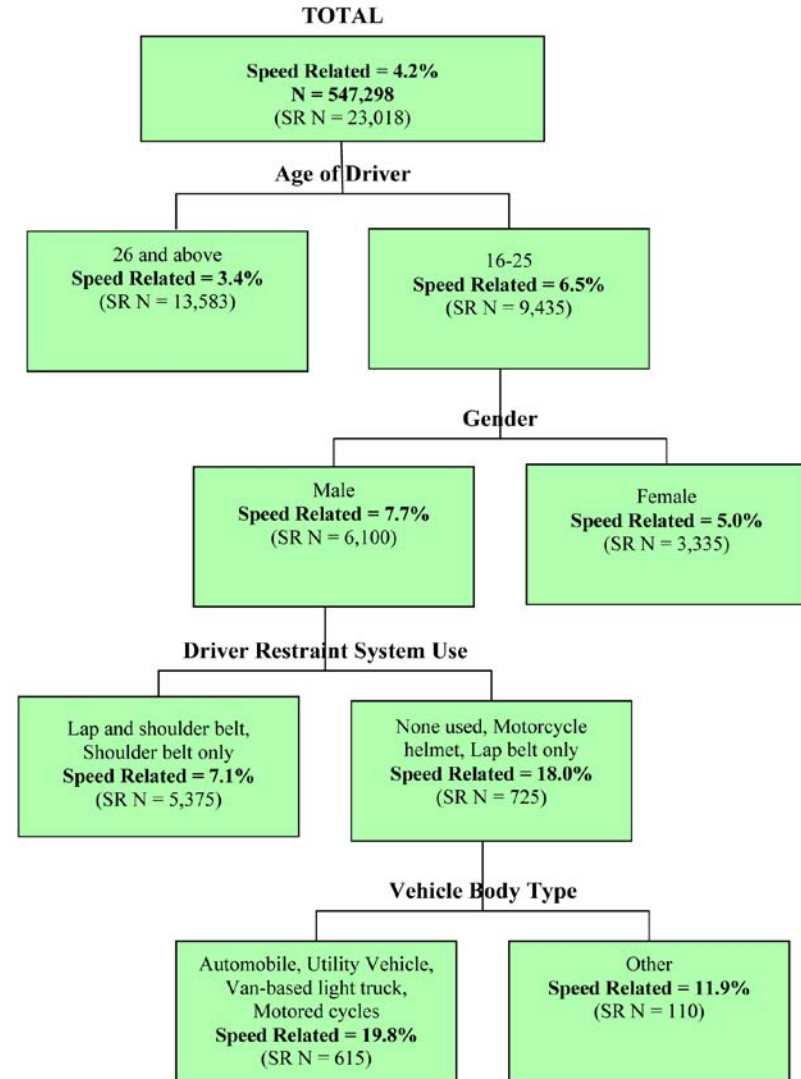 TOTAL
Speed Related = 4.2%
N = 547,298
(SR N = 23,018)
Age of Driver
26 and above
Speed Related = 3.4%
(SR N = 13,583)
16-25
Speed Related = 6.5%
(SR N = 9,435)
Gender
Male
Speed Related = 7.7%
(SR N = 6,100)
Female
Speed Related = 5.0%
(SR N = 3,335)
Driver Restraint System Use
Lap and shoulder belt,
Shoulder belt only
Speed Related = 7.1%
(SR N = 5,375)
None used, Motorcycle
helmet, Lap belt only
Speed Related = 18.0%
(SR N = 725)
Vehicle Body Type
Automobile, Utility Vehicle,
Van-based light truck,
Motored cycles
Speed Related = 19.8%
(SR N = 615)
Other
Speed Related = 11.9%
(SR N = 110)